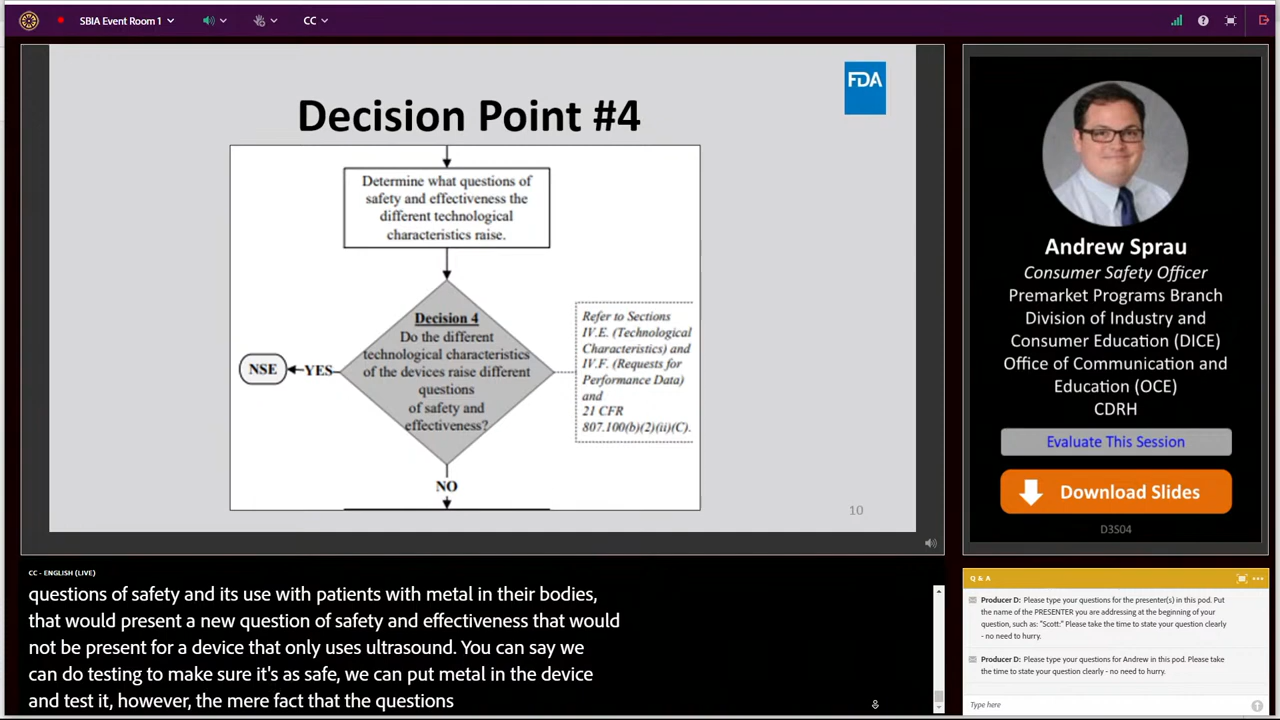 SBIA Event Room 1
CC
FDA
Decision Point #4
Determine what questions of
safety and effectiveness the
different technological
characteristics raise.
Decision 4
Do the different
technological characteristics
of the devices raise different
questions
of safety and
effectiveness?
NSE
YES
NO
Refer to Sections
IV.E. (Technological
Characteristics) and
IV.F. (Requests for
Performance Data)
and
21 CFR
807.100(b)(2)(ii)(C).
10
Andrew Sprau
Consumer Safety Officer
Premarket Programs Branch
Division of Industry and
Consumer Education (DICE)
Office of Communication and
Education (OCE)
CDRH
Evaluate This Session
Download Slides
D3S04
CC - ENGLISH (LIVE)
questions of safety and its use with patients with metal in their bodies,
that would present a new question of safety and effectiveness that would
not be present for a device that only uses ultrasound. You can say we
can do testing to make sure it's as safe, we can put metal in the device
and test it, however, the mere fact that the questions
Q & A
Producer D: Please type your questions for the presenter(s) in this pod. Put
the name of the PRESENTER you are addressing at the beginning of your
question, such as: "Scott:" Please take the time to state your question clearly
- no need to hurry.
Producer D: Please type your questions for Andrew in this pod. Please take
the time to state your question clearly - no need to hurry.
Type here